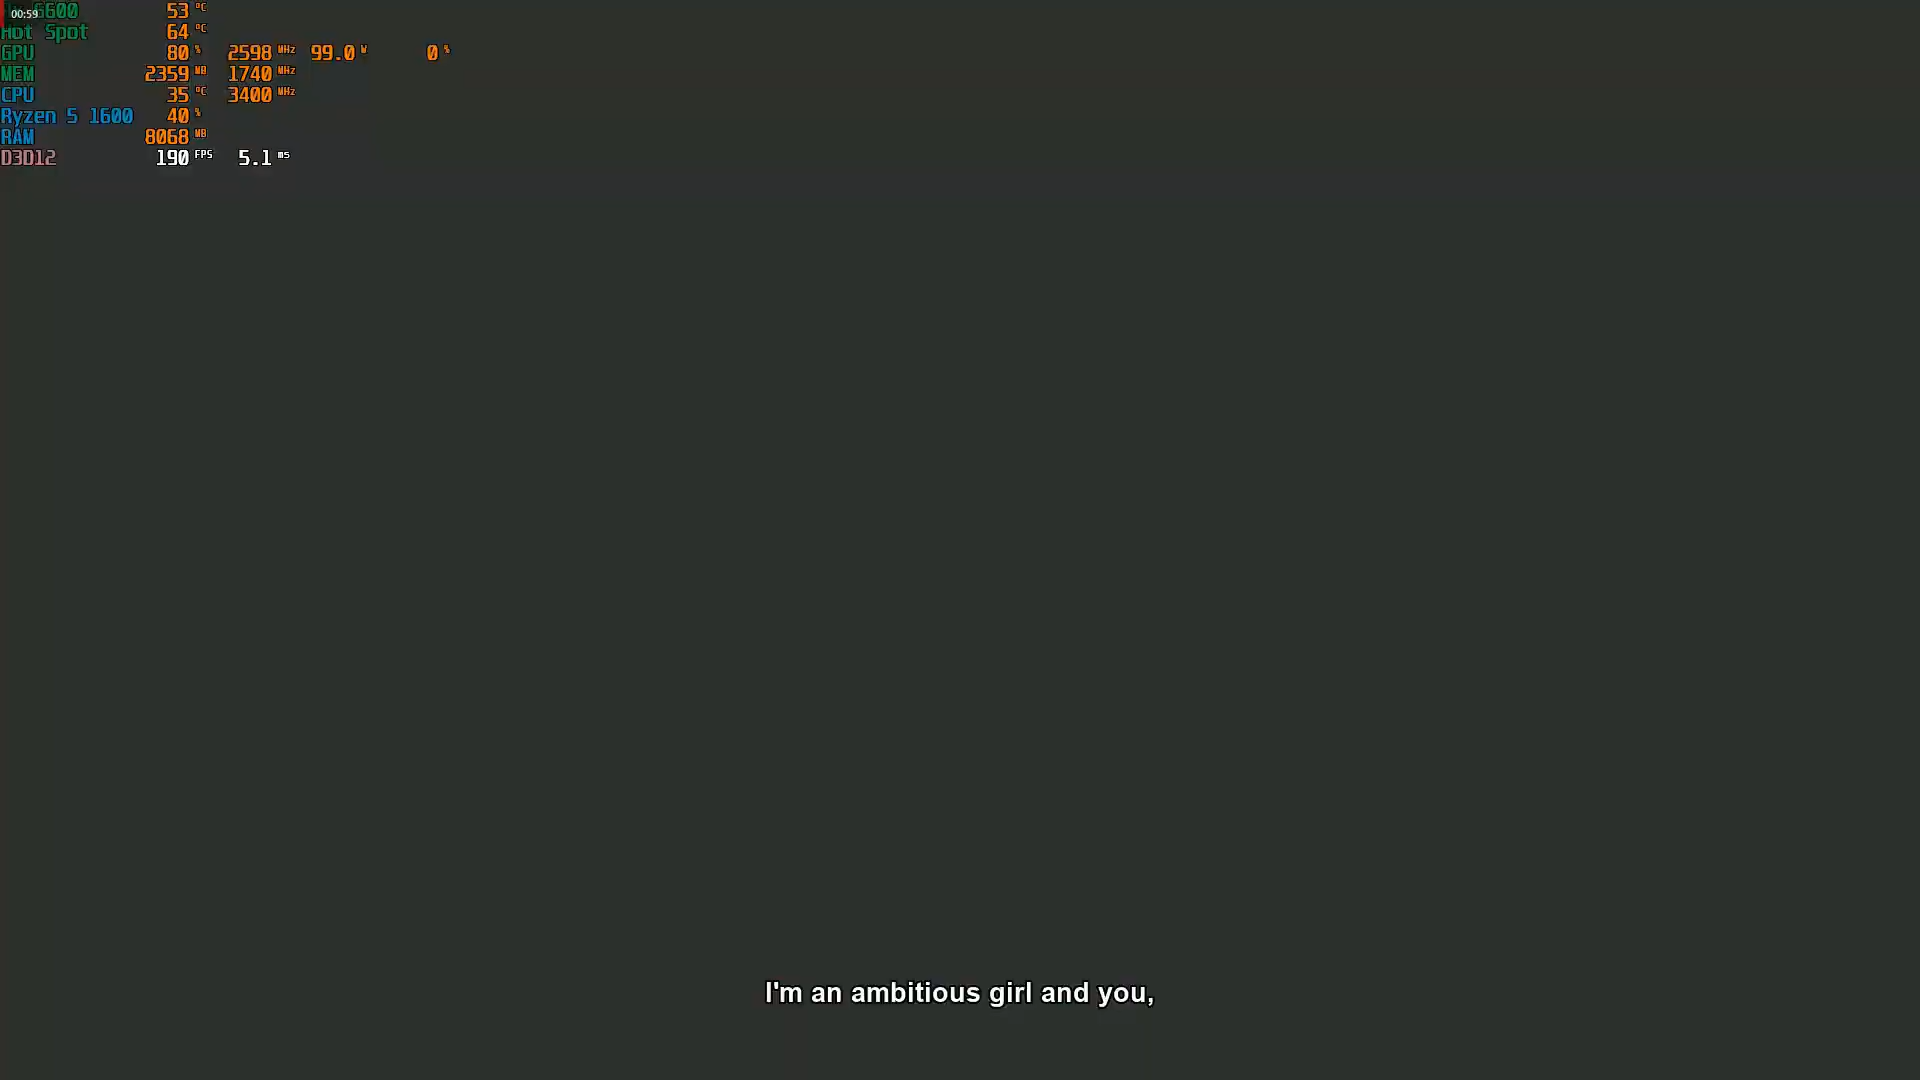 00:59
6600 53 °C
Hot Spot 64 °C
GPU 80 % 2598 MHz 99.0 W 0 %
MEM 2359 MB 1740 MHz
CPU 35 °C 3400 MHz
Ryzen 5 1600 40 %
RAM 8068 MB
D3D12 190 FPS 5.1 ms
I'm an ambitious girl and you,